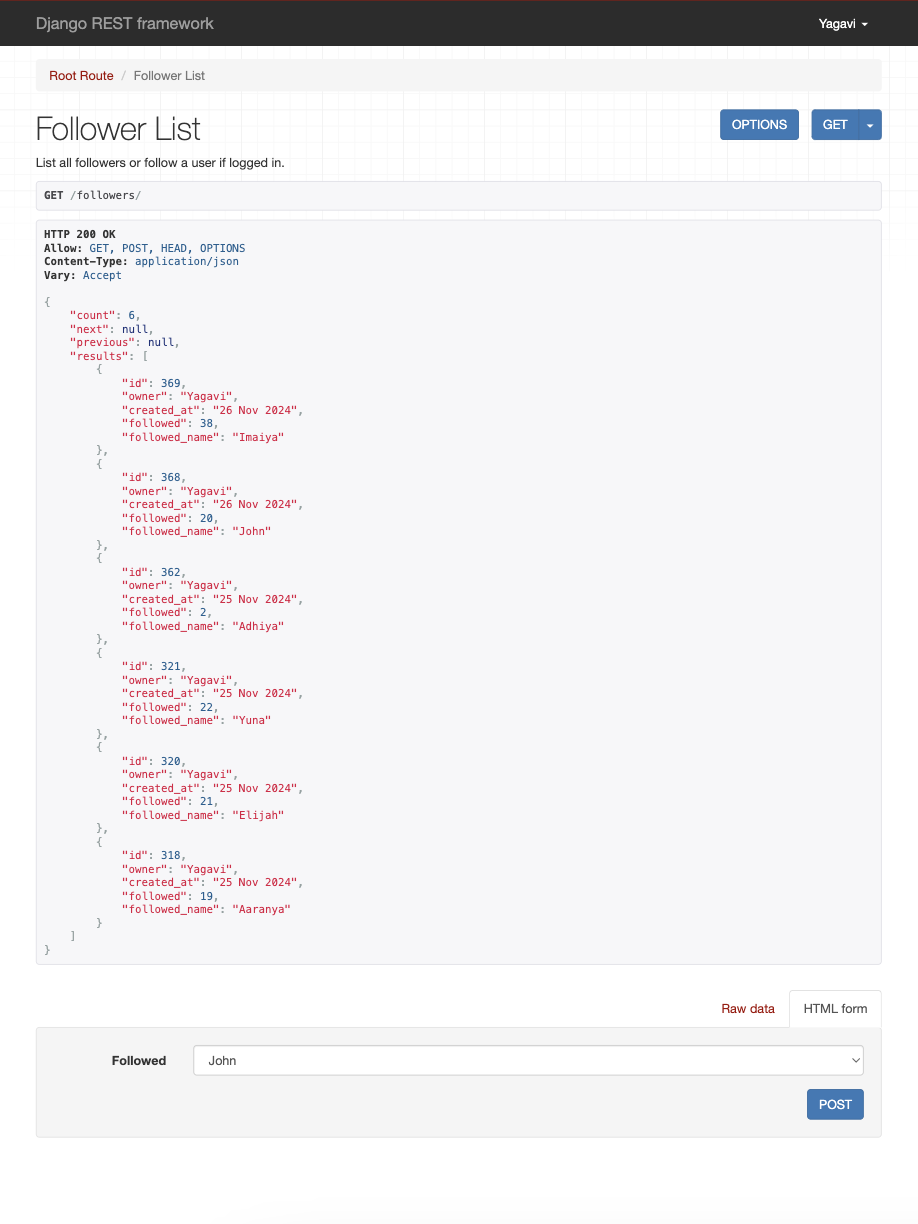 Django REST framework
Yagavi
Root Route / Follower List
Follower List
OPTIONS
GET
List all followers or follow a user if logged in.
GET /followers/
HTTP 200 OK
Allow: GET, POST, HEAD, OPTIONS
Content-Type: application/json
Vary: Accept
{
    "count": 6,
    "next": null,
    "previous": null,
    "results": [
        {
            "id": 369,
            "owner": "Yagavi",
            "created_at": "26 Nov 2024",
            "followed": 38,
            "followed_name": "Imaiya"
        },
        {
            "id": 368,
            "owner": "Yagavi",
            "created_at": "26 Nov 2024",
            "followed": 20,
            "followed_name": "John"
        },
        {
            "id": 362,
            "owner": "Yagavi",
            "created_at": "25 Nov 2024",
            "followed": 2,
            "followed_name": "Adhiya"
        },
        {
            "id": 321,
            "owner": "Yagavi",
            "created_at": "25 Nov 2024",
            "followed": 22,
            "followed_name": "Yuna"
        },
        {
            "id": 320,
            "owner": "Yagavi",
            "created_at": "25 Nov 2024",
            "followed": 21,
            "followed_name": "Elijah"
        },
        {
            "id": 318,
            "owner": "Yagavi",
            "created_at": "25 Nov 2024",
            "followed": 19,
            "followed_name": "Aaranya"
        }
    ]
}
Raw data
HTML form
Followed
John
POST